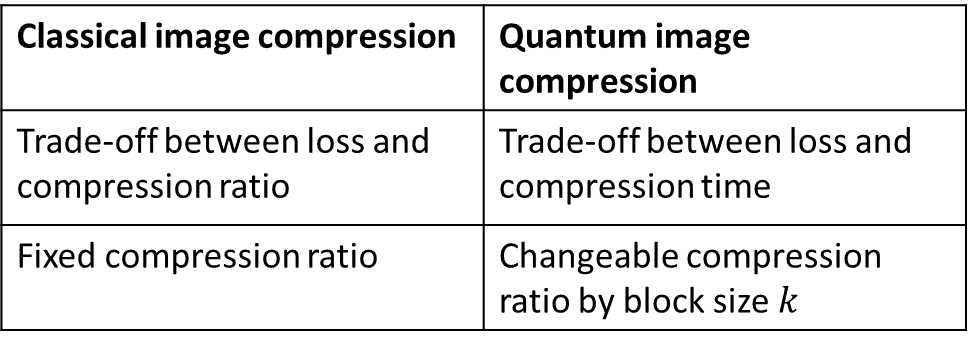 Classical image compression
Quantum image
compression
Trade-off between loss and
compression ratio
Trade-off between loss and
compression time
Fixed compression ratio
Changeable compression
ratio by block size k